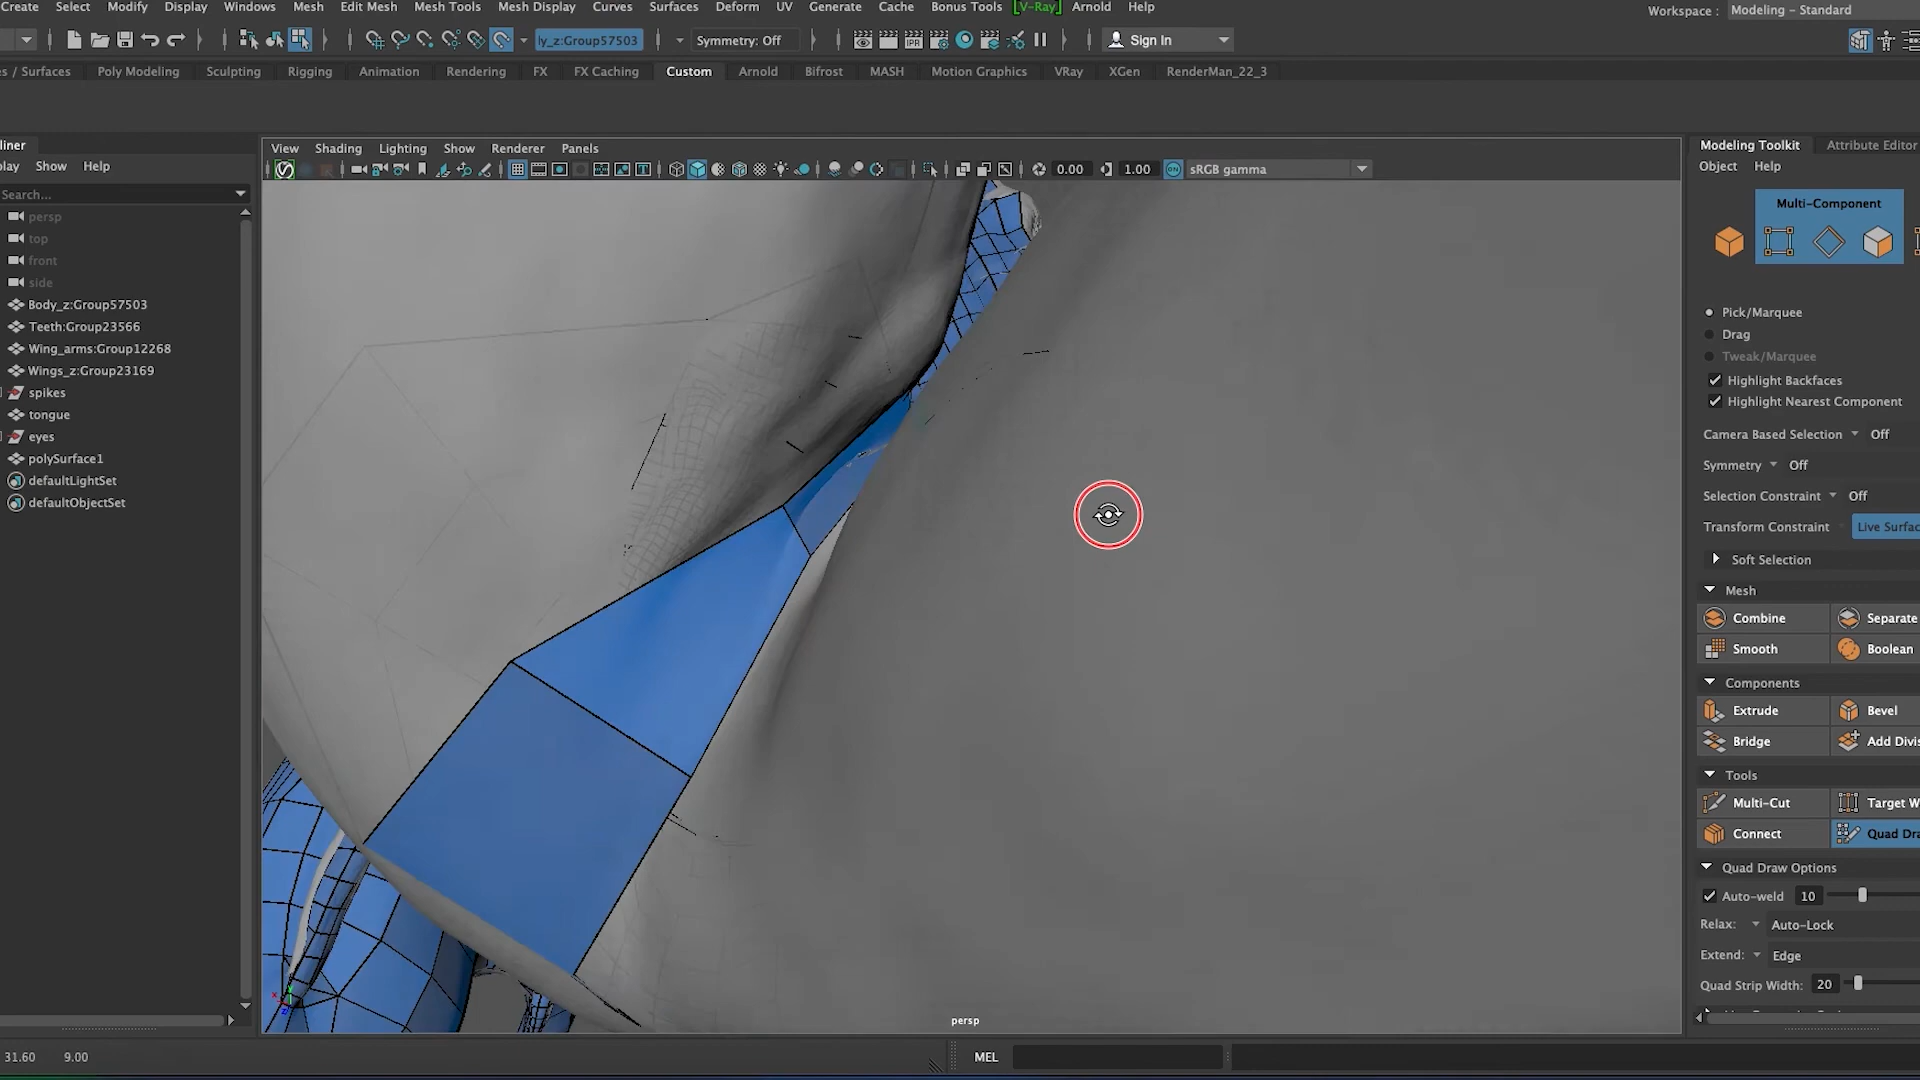 Create Select Modify Display Windows Mesh Edit Mesh Mesh Tools Mesh Display Curves Surfaces Deform UV Generate Cache Bonus Tools [V-Ray] Arnold Help
Workspace : Modeling - Standard
ly_z:Group57503 Symmetry: Off Sign In
s / Surfaces Poly Modeling Sculpting Rigging Animation Rendering FX FX Caching Custom Arnold Bifrost MASH Motion Graphics VRay XGen RenderMan_22_3
liner
play Show Help
Search...
persp
top
front
side
Body_z:Group57503
Teeth:Group23566
Wing_arms:Group12268
Wings_z:Group23169
spikes
tongue
eyes
polySurface1
defaultLightSet
defaultObjectSet
View Shading Lighting Show Renderer Panels
IPR
0.00 1.00 ON sRGB gamma
persp
Modeling Toolkit Attribute Editor
Object Help
Multi-Component
Pick/Marquee
Drag
Tweak/Marquee
Highlight Backfaces
Highlight Nearest Component
Camera Based Selection Off
Symmetry Off
Selection Constraint Off
Transform Constraint Live Surfac
Soft Selection
Mesh
Combine Separate
Smooth Boolean
Components
Extrude Bevel
Bridge Add Divis
Tools
Multi-Cut Target W
Connect Quad Dra
Quad Draw Options
Auto-weld 10
Relax: Auto-Lock
Extend: Edge
Quad Strip Width: 20
31.60 9.00
MEL